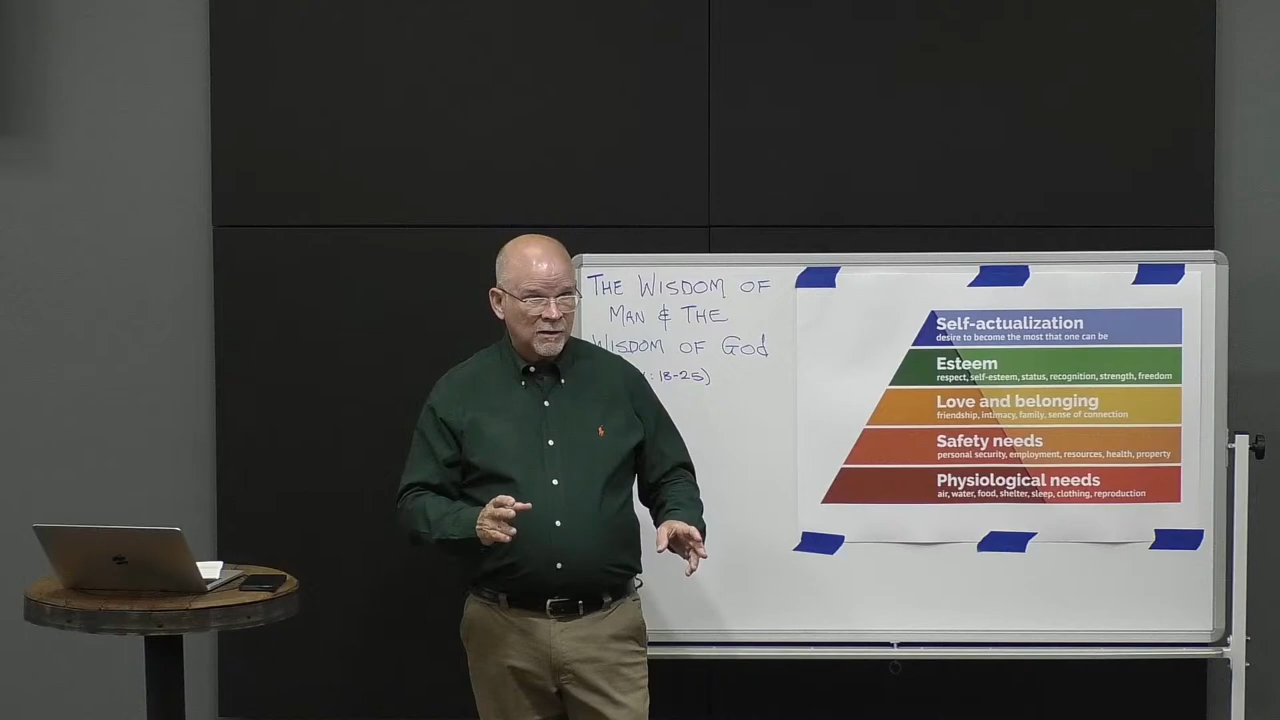 THE WISDOM OF
MAN & THE
WISDOM OF GOD
: 18-25)
Self-actualization
desire to become the most that one can be
Esteem
respect, self-esteem, status, recognition, strength, freedom
Love and belonging
friendship, intimacy, family, sense of connection
Safety needs
personal security, employment, resources, health, property
Physiological needs
air, water, food, shelter, sleep, clothing, reproduction